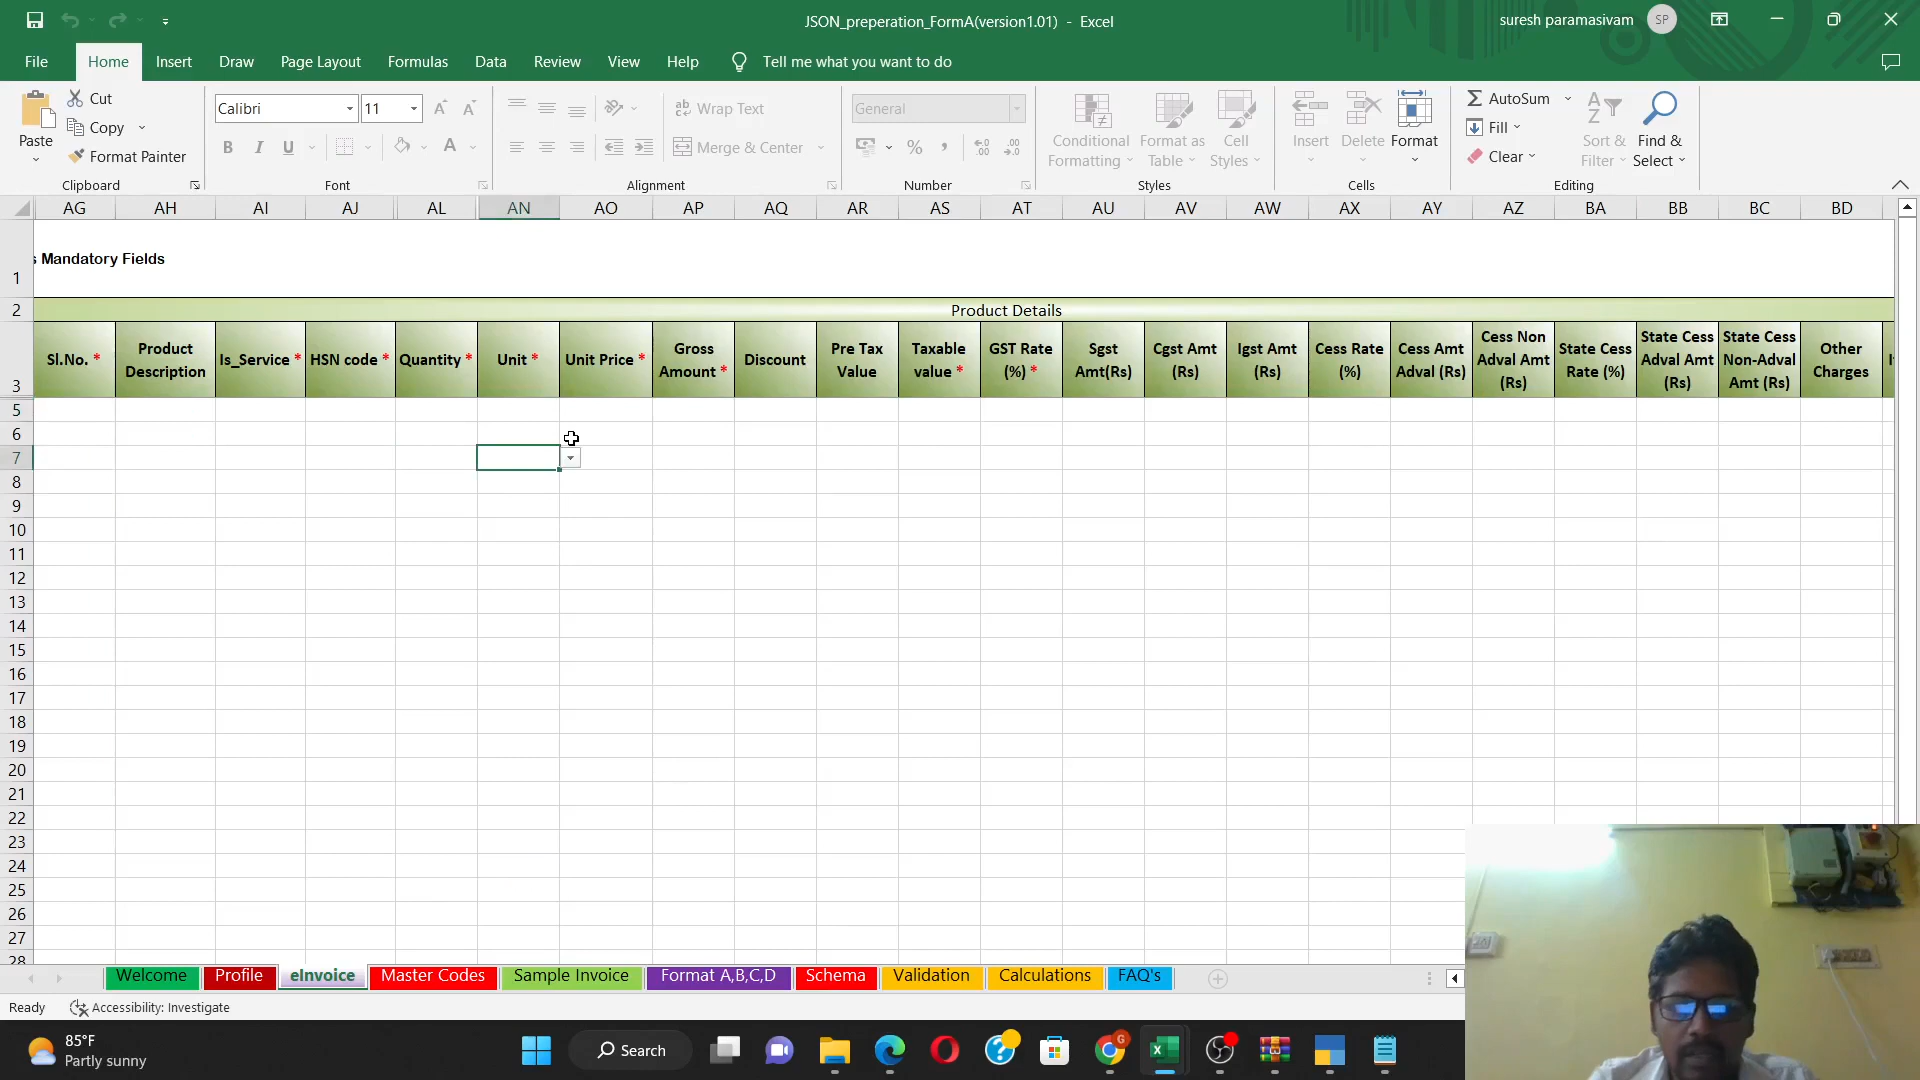 JSON_preperation_FormA(version1.01) - Excel
suresh paramasivam
SP
File Home Insert Draw Page Layout Formulas Data Review View Help Tell me what you want to do
Paste
Cut
Copy
Format Painter
Clipboard
Calibri 11
B I U
A
Font
Wrap Text
Merge & Center
Alignment
General
%
Number
Conditional Formatting
Format as Table
Cell Styles
Styles
Insert Delete Format
Cells
AutoSum
Fill
Clear
Sort & Filter
Find & Select
Editing
AG AH AI AJ AL AN AO AP AQ AR AS AT AU AV AW AX AY AZ BA BB BC BD
1
s Mandatory Fields
2
Product Details
3
Sl.No. *
Product Description
Is_Service *
HSN code *
Quantity *
Unit *
Unit Price *
Gross Amount *
Discount
Pre Tax Value
Taxable value *
GST Rate (%) *
Sgst Amt(Rs)
Cgst Amt (Rs)
Igst Amt (Rs)
Cess Rate (%)
Cess Amt Adval (Rs)
Cess Non Adval Amt (Rs)
State Cess Rate (%)
State Cess Adval Amt (Rs)
State Cess Non-Adval Amt (Rs)
Other Charges
5
6
7
8
9
10
11
12
13
14
15
16
17
18
19
20
21
22
23
24
25
26
27
28
Welcome Profile eInvoice Master Codes Sample Invoice Format A,B,C,D Schema Validation Calculations FAQ's
Ready Accessibility: Investigate
85°F
Partly sunny
Search